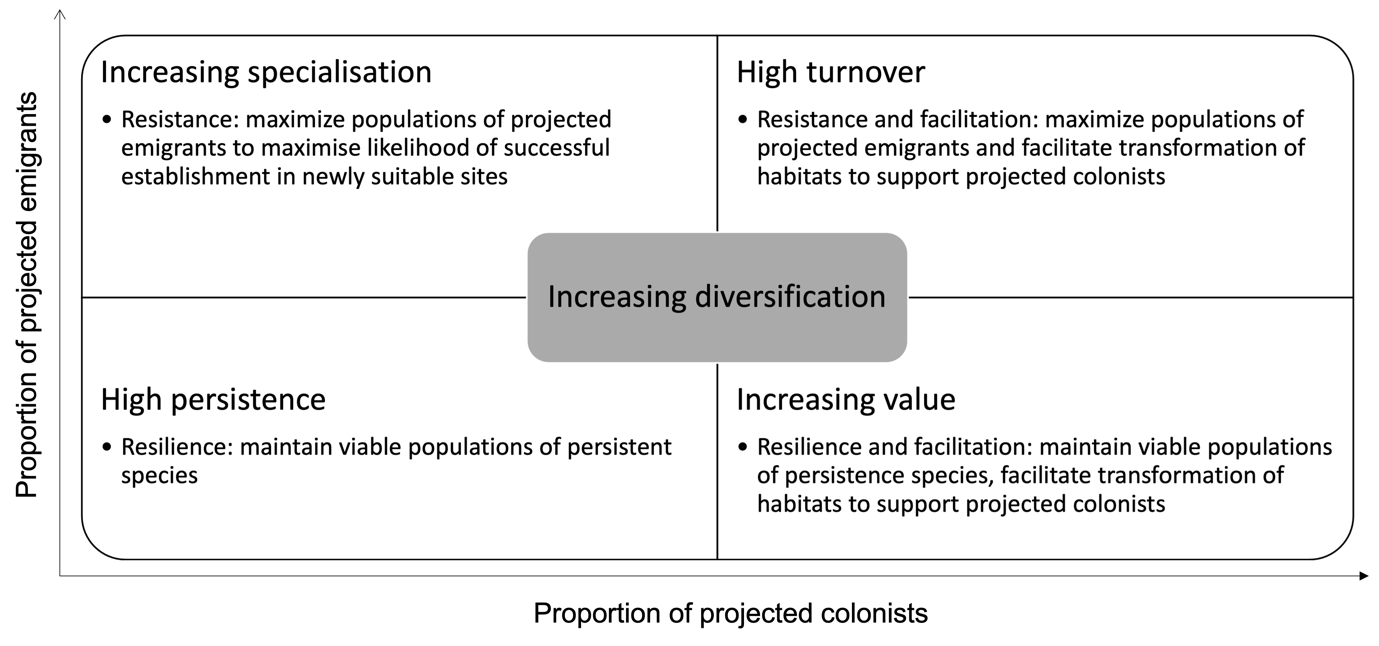 Proportion of projected emigrants
Increasing specialisation
• Resistance: maximize populations of projected
emigrants to maximise likelihood of successful
establishment in newly suitable sites
High turnover
• Resistance and facilitation: maximize populations of
projected emigrants and facilitate transformation of
habitats to support projected colonists
Increasing diversification
High persistence
• Resilience: maintain viable populations of persistent
species
Increasing value
• Resilience and facilitation: maintain viable populations
of persistence species, facilitate transformation of
habitats to support projected colonists
Proportion of projected colonists